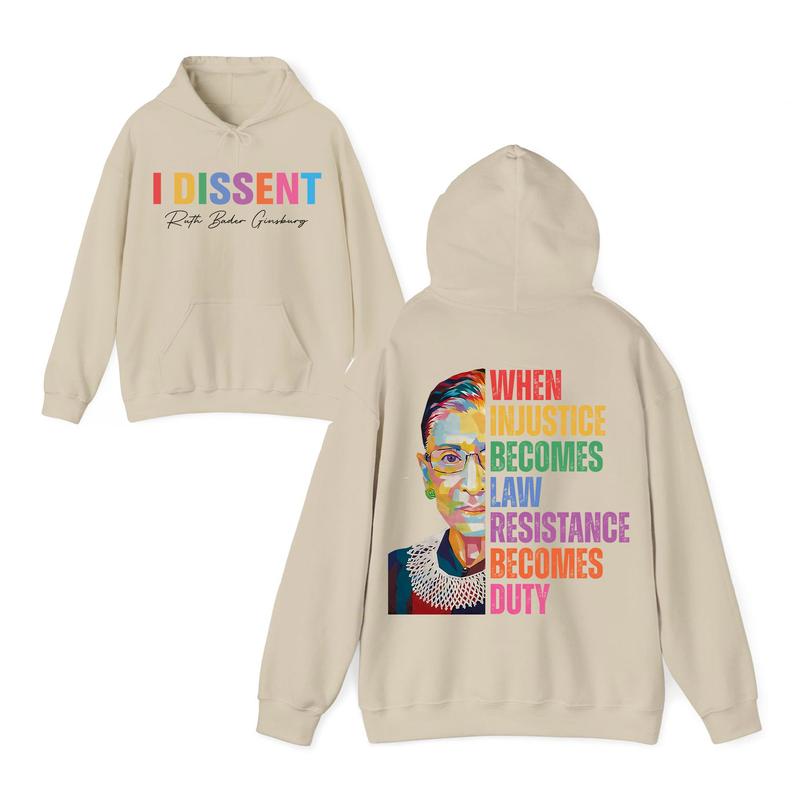 I DISSENT
Ruth Bader Ginsburg
WHEN
INJUSTICE
BECOMES
LAW
RESISTANCE
BECOMES
DUTY